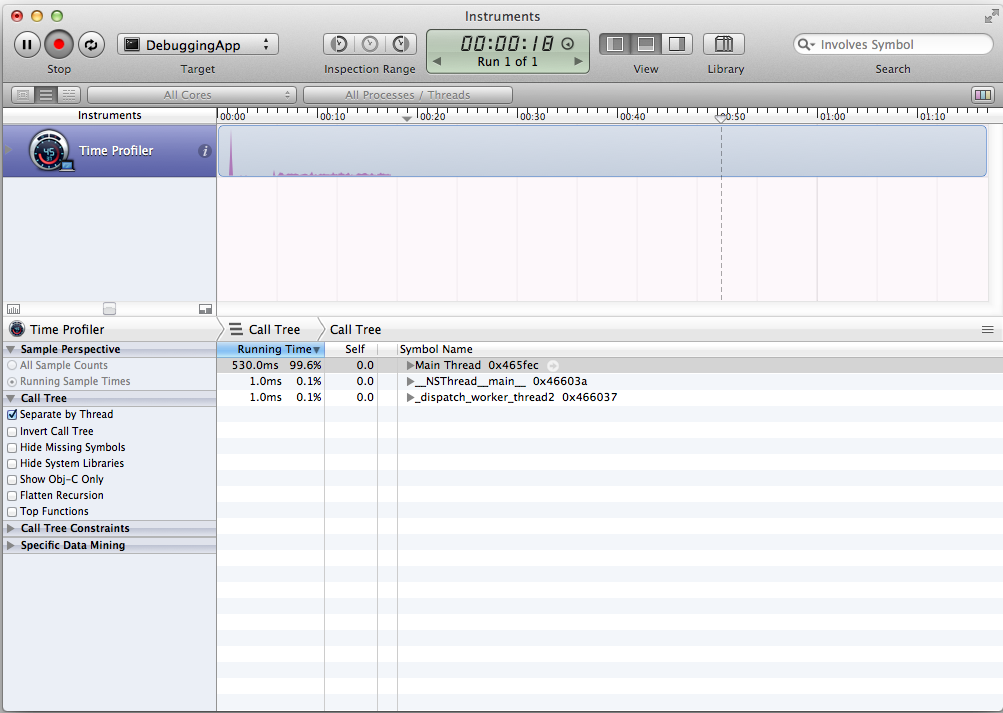 Instruments
DebuggingApp
00:00:18
Run 1 of 1
Involves Symbol
Stop
Target
Inspection Range
View
Library
Search
All Cores
All Processes / Threads
Instruments
00:00
00:10
00:20
00:30
00:40
00:50
01:00
01:10
45
Time Profiler
Time Profiler
Call Tree
Call Tree
Sample Perspective
All Sample Counts
Running Sample Times
Call Tree
Separate by Thread
Invert Call Tree
Hide Missing Symbols
Hide System Libraries
Show Obj-C Only
Flatten Recursion
Top Functions
Call Tree Constraints
Specific Data Mining
Running Time Self Symbol Name
530.0ms 99.6% 0.0 Main Thread 0x465fec
1.0ms 0.1% 0.0 __NSThread__main__ 0x46603a
1.0ms 0.1% 0.0 _dispatch_worker_thread2 0x466037